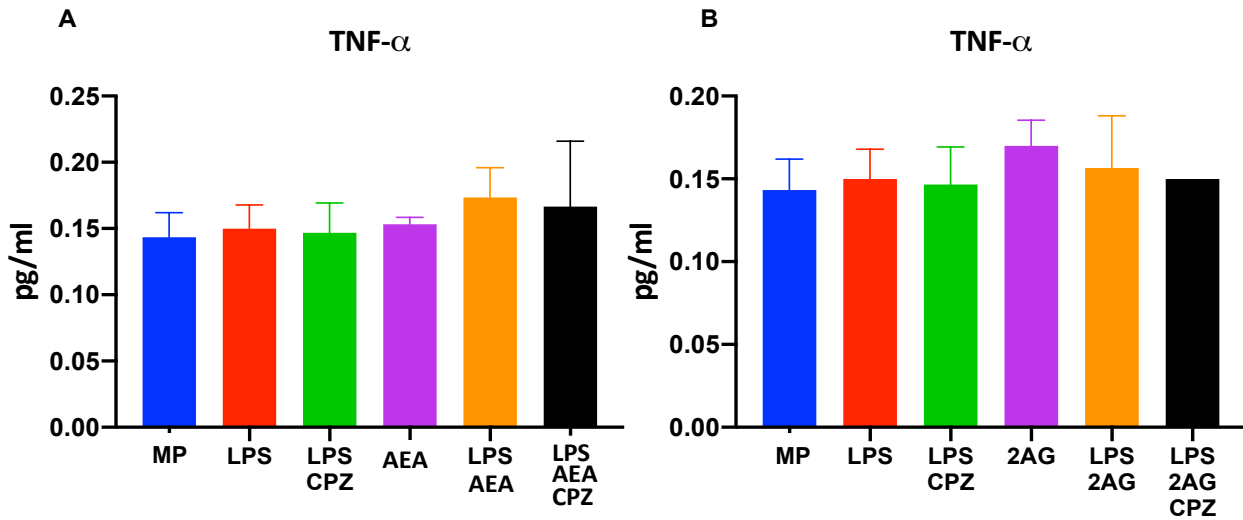 A
TNF-α
pg/ml
0.25
0.20
0.15
0.10
0.05
0.00
MP
LPS
LPS
CPZ
AEA
LPS
AEA
LPS
AEA
CPZ
B
TNF-α
pg/ml
0.20
0.15
0.10
0.05
0.00
MP
LPS
LPS
CPZ
2AG
LPS
2AG
LPS
2AG
CPZ